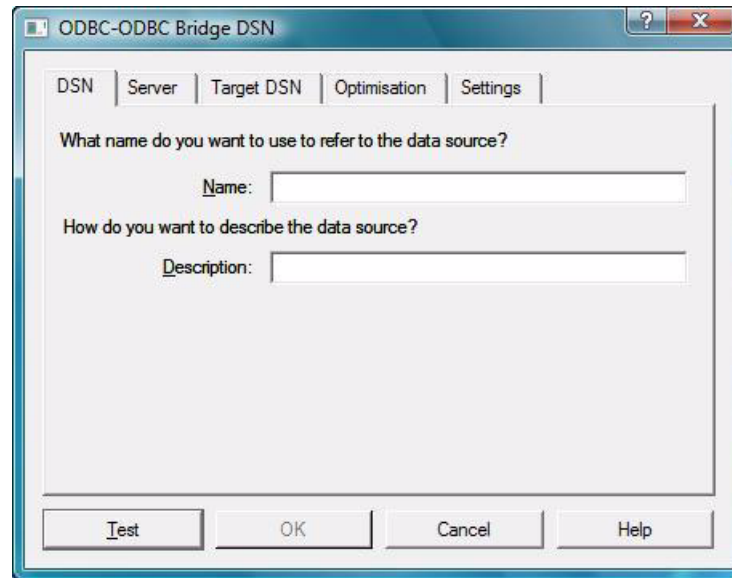 ODBC-ODBC Bridge DSN
?
X
DSN Server Target DSN Optimisation Settings
What name do you want to use to refer to the data source?
Name:
How do you want to describe the data source?
Description:
Test OK Cancel Help